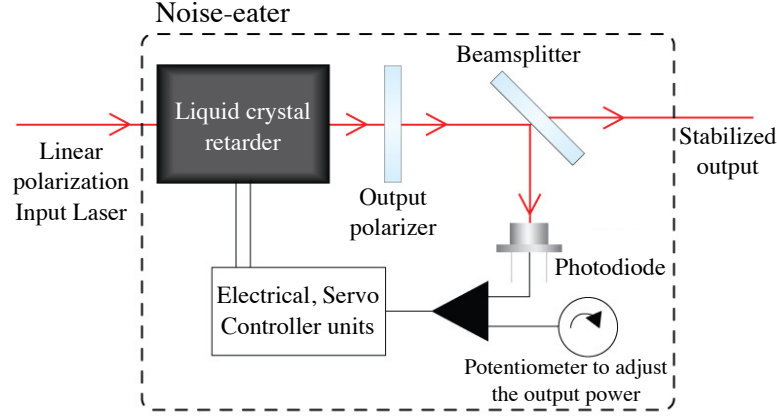 Noise-eater
Beamsplitter
Liquid crystal
retarder
Linear
polarization
Input Laser
Stabilized
output
Output
polarizer
Photodiode
Electrical, Servo
Controller units
Potentiometer to adjust
the output power